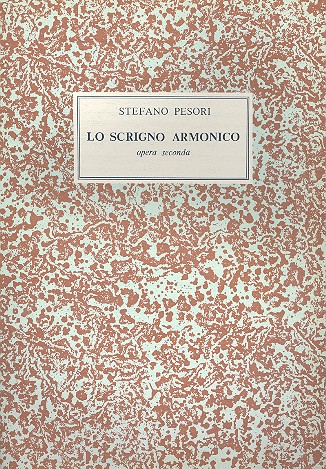 STEFANO PESORI
LO SCRIGNO ARMONICO
opera seconda